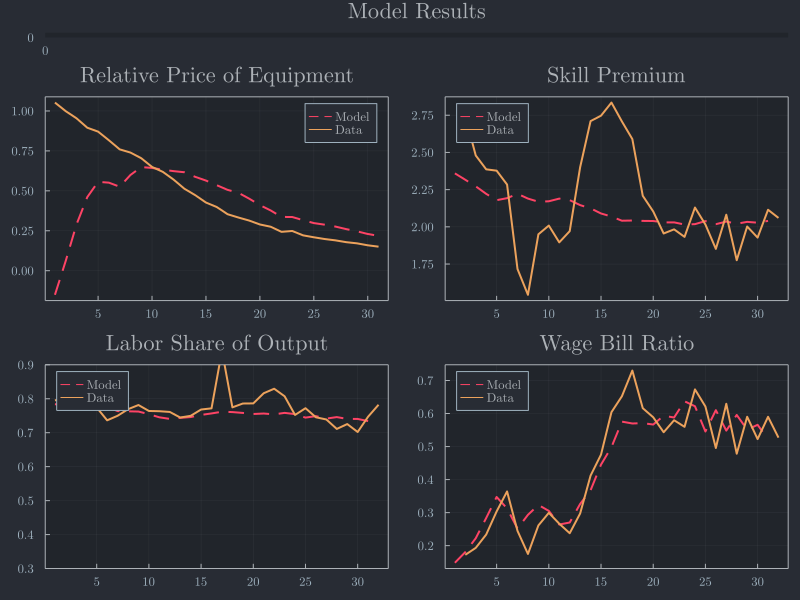 Model Results
0
0
Relative Price of Equipment
1.00
0.75
0.50
0.25
0.00
Model
Data
5 10 15 20 25 30
Skill Premium
2.75
2.50
2.25
2.00
1.75
Model
Data
5 10 15 20 25 30
Labor Share of Output
0.9
0.8
0.7
0.6
0.5
0.4
0.3
Model
Data
5 10 15 20 25 30
Wage Bill Ratio
0.7
0.6
0.5
0.4
0.3
0.2
Model
Data
5 10 15 20 25 30